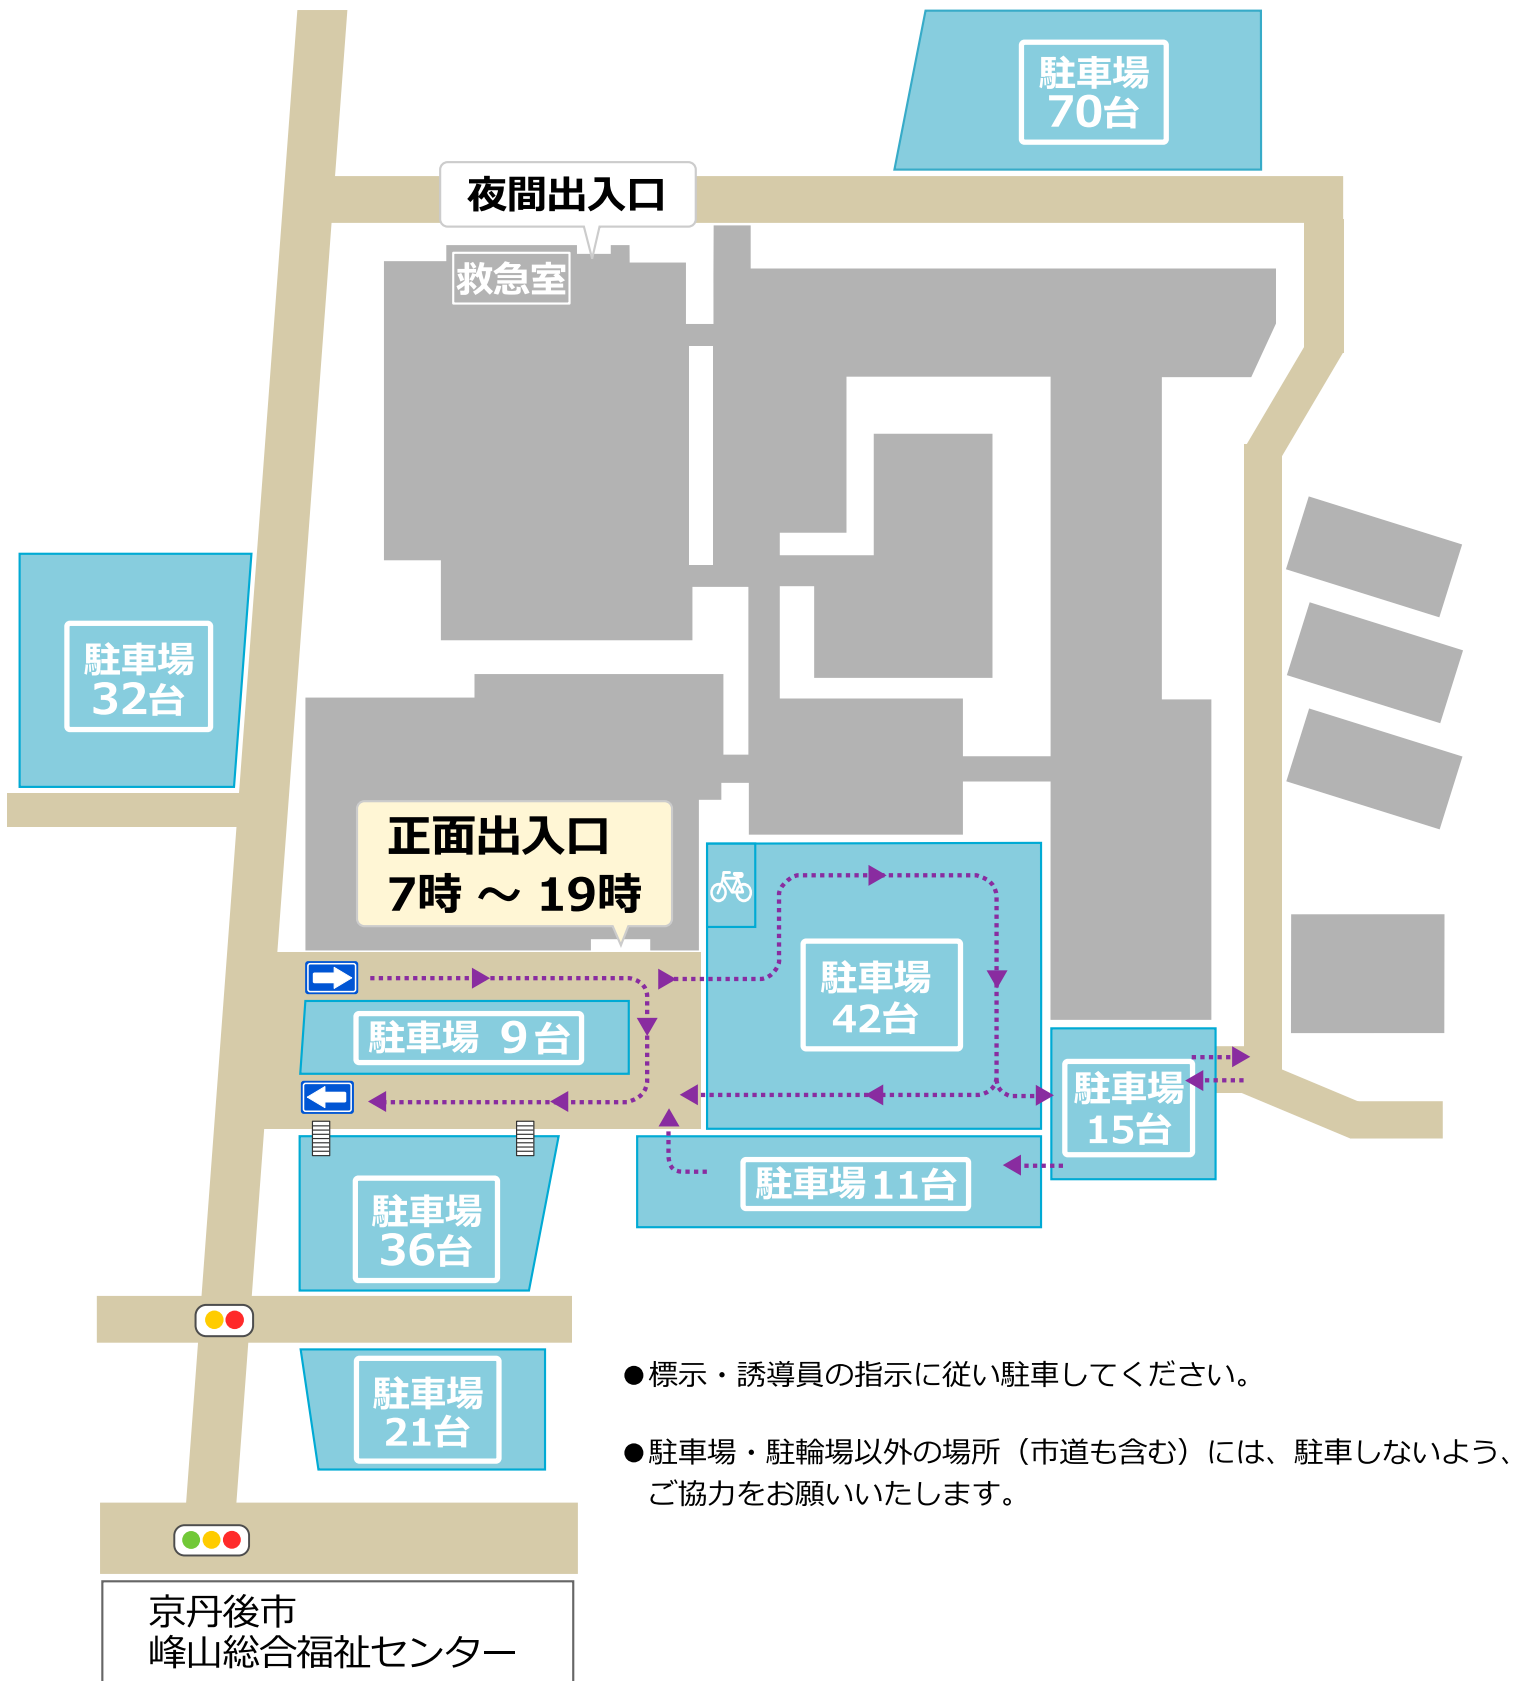 駐車場
70台
夜間出入口
救急室
駐車場
32台
正面出入口
7時 〜 19時
駐車場
42台
駐車場 9台
駐車場
15台
駐車場 11台
駐車場
36台
駐車場
21台
●標示・誘導員の指示に従い駐車してください。
●駐車場・駐輪場以外の場所（市道も含む）には、駐車しないよう、
ご協力をお願いいたします。
京丹後市
峰山総合福祉センター